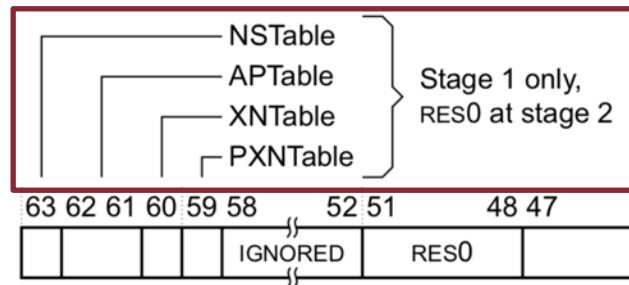 NSTable
APTable
XNTable
PXNTable
Stage 1 only,
RES0 at stage 2
63 62 61 60 59 58 52 51 48 47
IGNORED RES0